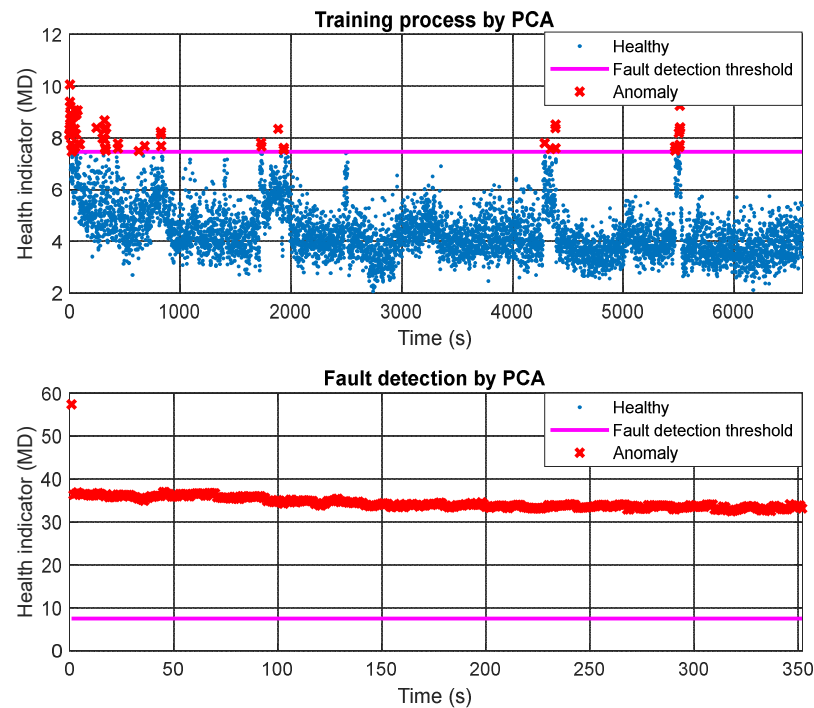 Training process by PCA
Health indicator (MD)
12
10
8
6
4
2
Healthy
Fault detection threshold
Anomaly
0 1000 2000 3000 4000 5000 6000
Time (s)
Fault detection by PCA
Health indicator (MD)
60
50
40
30
20
10
0
Healthy
Fault detection threshold
Anomaly
0 50 100 150 200 250 300 350
Time (s)